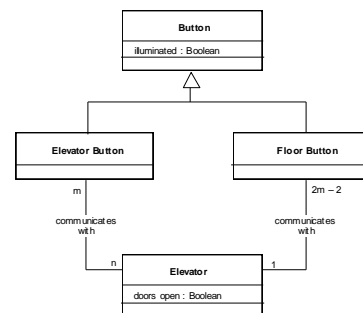 Button
illuminated : Boolean
Elevator Button
Floor Button
m
2m – 2
communicates
with
communicates
with
n
1
Elevator
doors open : Boolean